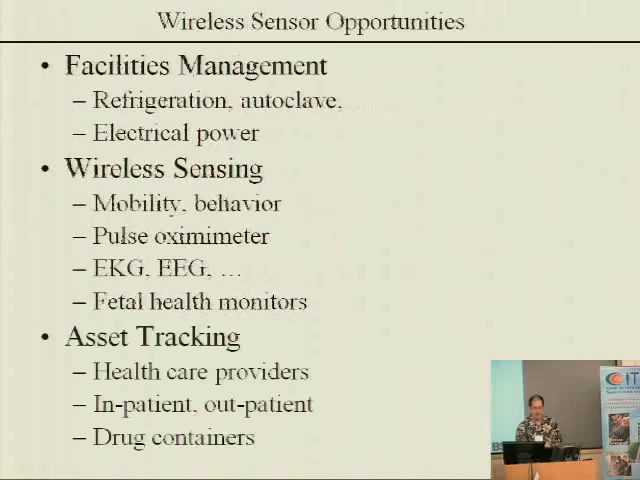 Wireless Sensor Opportunities
• Facilities Management
– Refrigeration, autoclave,
– Electrical power
• Wireless Sensing
– Mobility, behavior
– Pulse oximimeter
– EKG, EEG, …
– Fetal health monitors
• Asset Tracking
– Health care providers
– In-patient, out-patient
– Drug containers